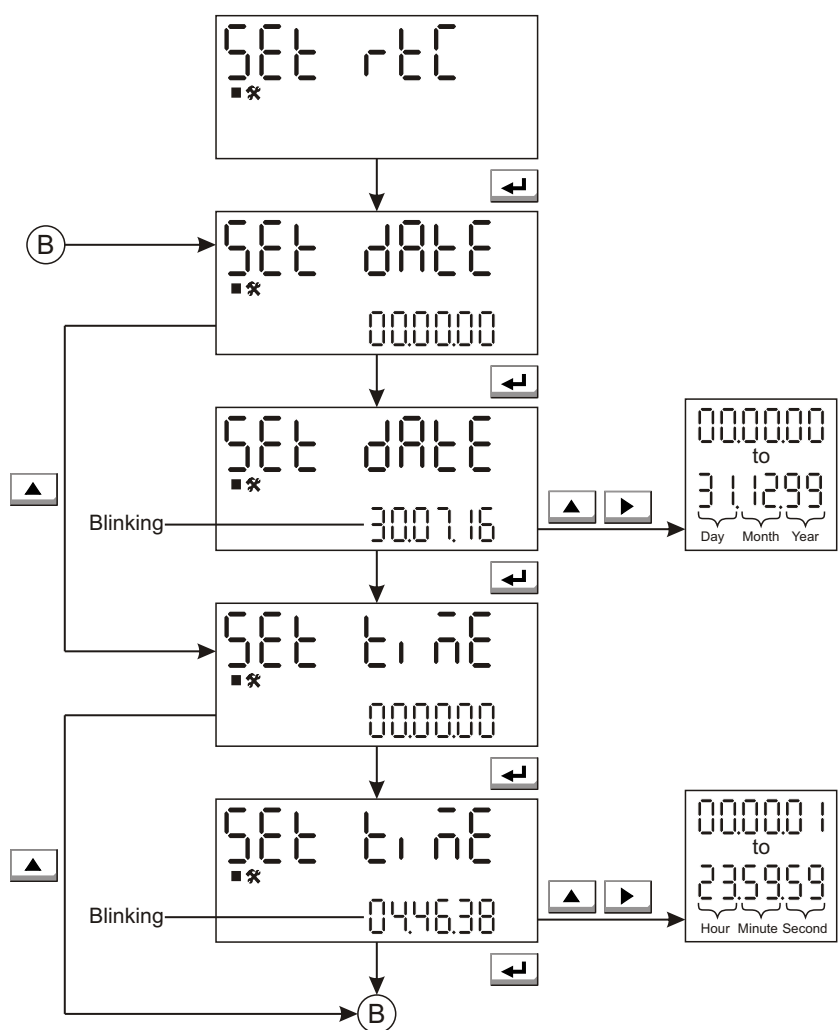 SEt rtC
B
SEt dAtE
00.00.00
SEt dAtE
Blinking
30.07.16
00.00.00
to
31.12.99
Day Month Year
SEt timE
00.00.00
SEt timE
Blinking
04.46.38
00.00.01
to
23.59.59
Hour Minute Second
B